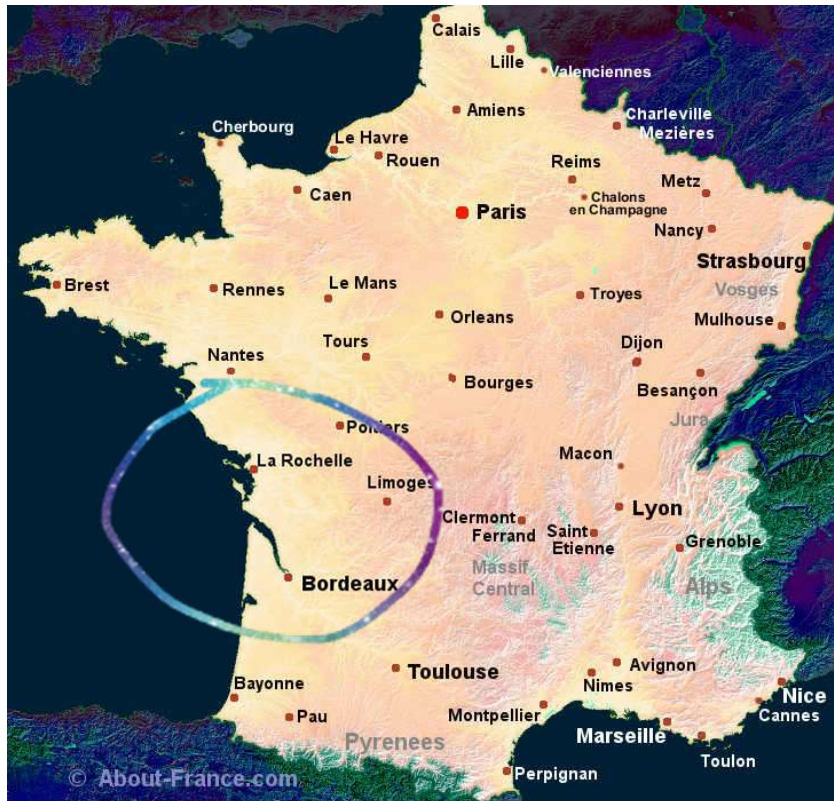 Calais
Lille
Valenciennes
Amiens
Charleville
Mezières
Cherbourg
Le Havre
Rouen
Reims
Metz
Caen
Chalons
en Champagne
Paris
Nancy
Strasbourg
Vosges
Brest
Rennes
Le Mans
Troyes
Orleans
Mulhouse
Tours
Dijon
Nantes
Bourges
Besançon
Jura
Poitiers
La Rochelle
Macon
Limoges
Lyon
Clermont
Ferrand
Saint
Etienne
Grenoble
Massif
Central
Alps
Bordeaux
Toulouse
Avignon
Nimes
Bayonne
Nice
Cannes
Pau
Montpellier
Marseille
Toulon
Pyrenees
Perpignan
© About-France.com